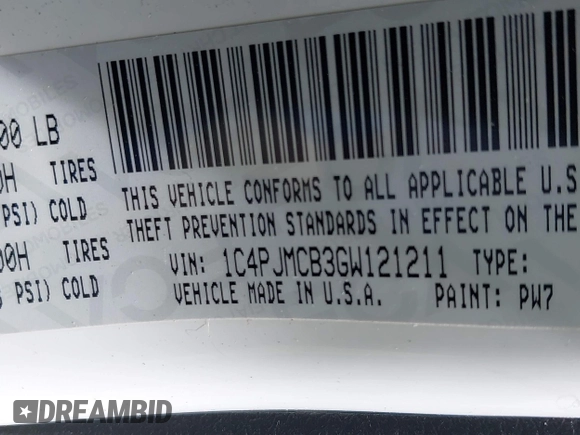 00 LB
0H TIRES
PSI) COLD
00H TIRES
PSI) COLD
THIS VEHICLE CONFORMS TO ALL APPLICABLE U.S
THEFT PREVENTION STANDARDS IN EFFECT ON THE
VIN: 1C4PJMCB3GW121211 TYPE:
VEHICLE MADE IN U.S.A. PAINT: PW7
DREAMBID